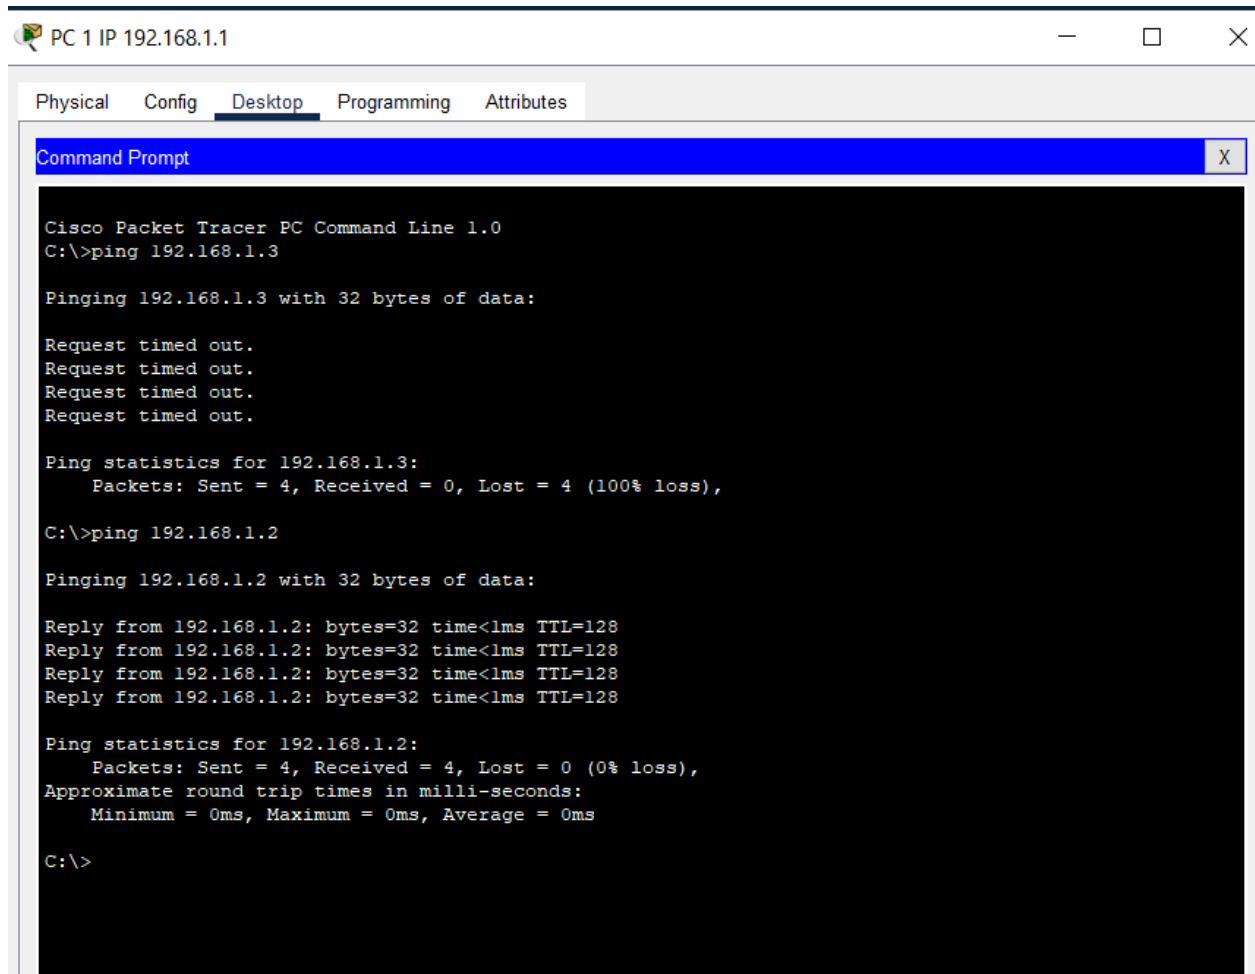 PC 1 IP 192.168.1.1
Physical Config Desktop Programming Attributes
Command Prompt X
Cisco Packet Tracer PC Command Line 1.0
C:\>ping 192.168.1.3
Pinging 192.168.1.3 with 32 bytes of data:
Request timed out.
Request timed out.
Request timed out.
Request timed out.
Ping statistics for 192.168.1.3:
    Packets: Sent = 4, Received = 0, Lost = 4 (100% loss),
C:\>ping 192.168.1.2
Pinging 192.168.1.2 with 32 bytes of data:
Reply from 192.168.1.2: bytes=32 time<1ms TTL=128
Reply from 192.168.1.2: bytes=32 time<1ms TTL=128
Reply from 192.168.1.2: bytes=32 time<1ms TTL=128
Reply from 192.168.1.2: bytes=32 time<1ms TTL=128
Ping statistics for 192.168.1.2:
    Packets: Sent = 4, Received = 4, Lost = 0 (0% loss),
Approximate round trip times in milli-seconds:
    Minimum = 0ms, Maximum = 0ms, Average = 0ms
C:\>